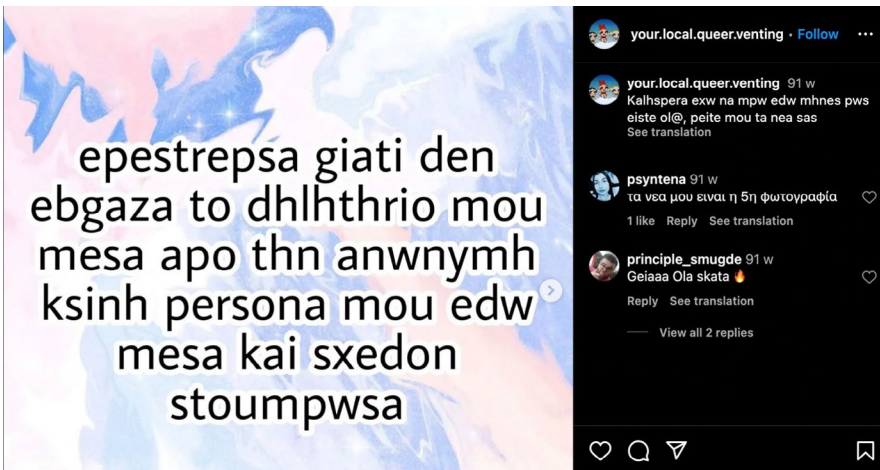 epestrepsa giati den
ebgaza to dhlhthrio mou
mesa apo thn anwnymh
ksinh persona mou edw
mesa kai sxedon
stoumpwsa
your.local.queer.venting • Follow
your.local.queer.venting 91 w
Kalhspera exw na mpw edw mhnes pws
eiste ol@, peite mou ta nea sas
See translation
psyntena 91 w
τα νεα μου ειναι η 5η φωτογραφία
1 like Reply See translation
principle_smugde 91 w
Geiaaa Ola skata 🔥
Reply See translation
View all 2 replies